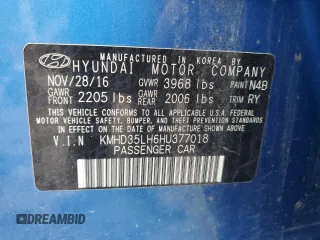 MANUFACTURED IN KOREA BY
HYUNDAI MOTOR COMPANY
NOV/28/16 GVWR 3968 lbs PAINT N4B
GAWR FRONT 2205 lbs GAWR REAR 2006 lbs TRIM RY
THIS VEHICLE CONFORMS TO ALL APPLICABLE FEDERAL
MOTOR VEHICLE SAFETY, BUMPER, AND THEFT PREVENTION
STANDARDS IN EFFECT ON THE DATE OF MANUFACTURE
SHOWN ABOVE.
V.I.N KMHD35LH6HU377018
PASSENGER CAR
DREAMBID